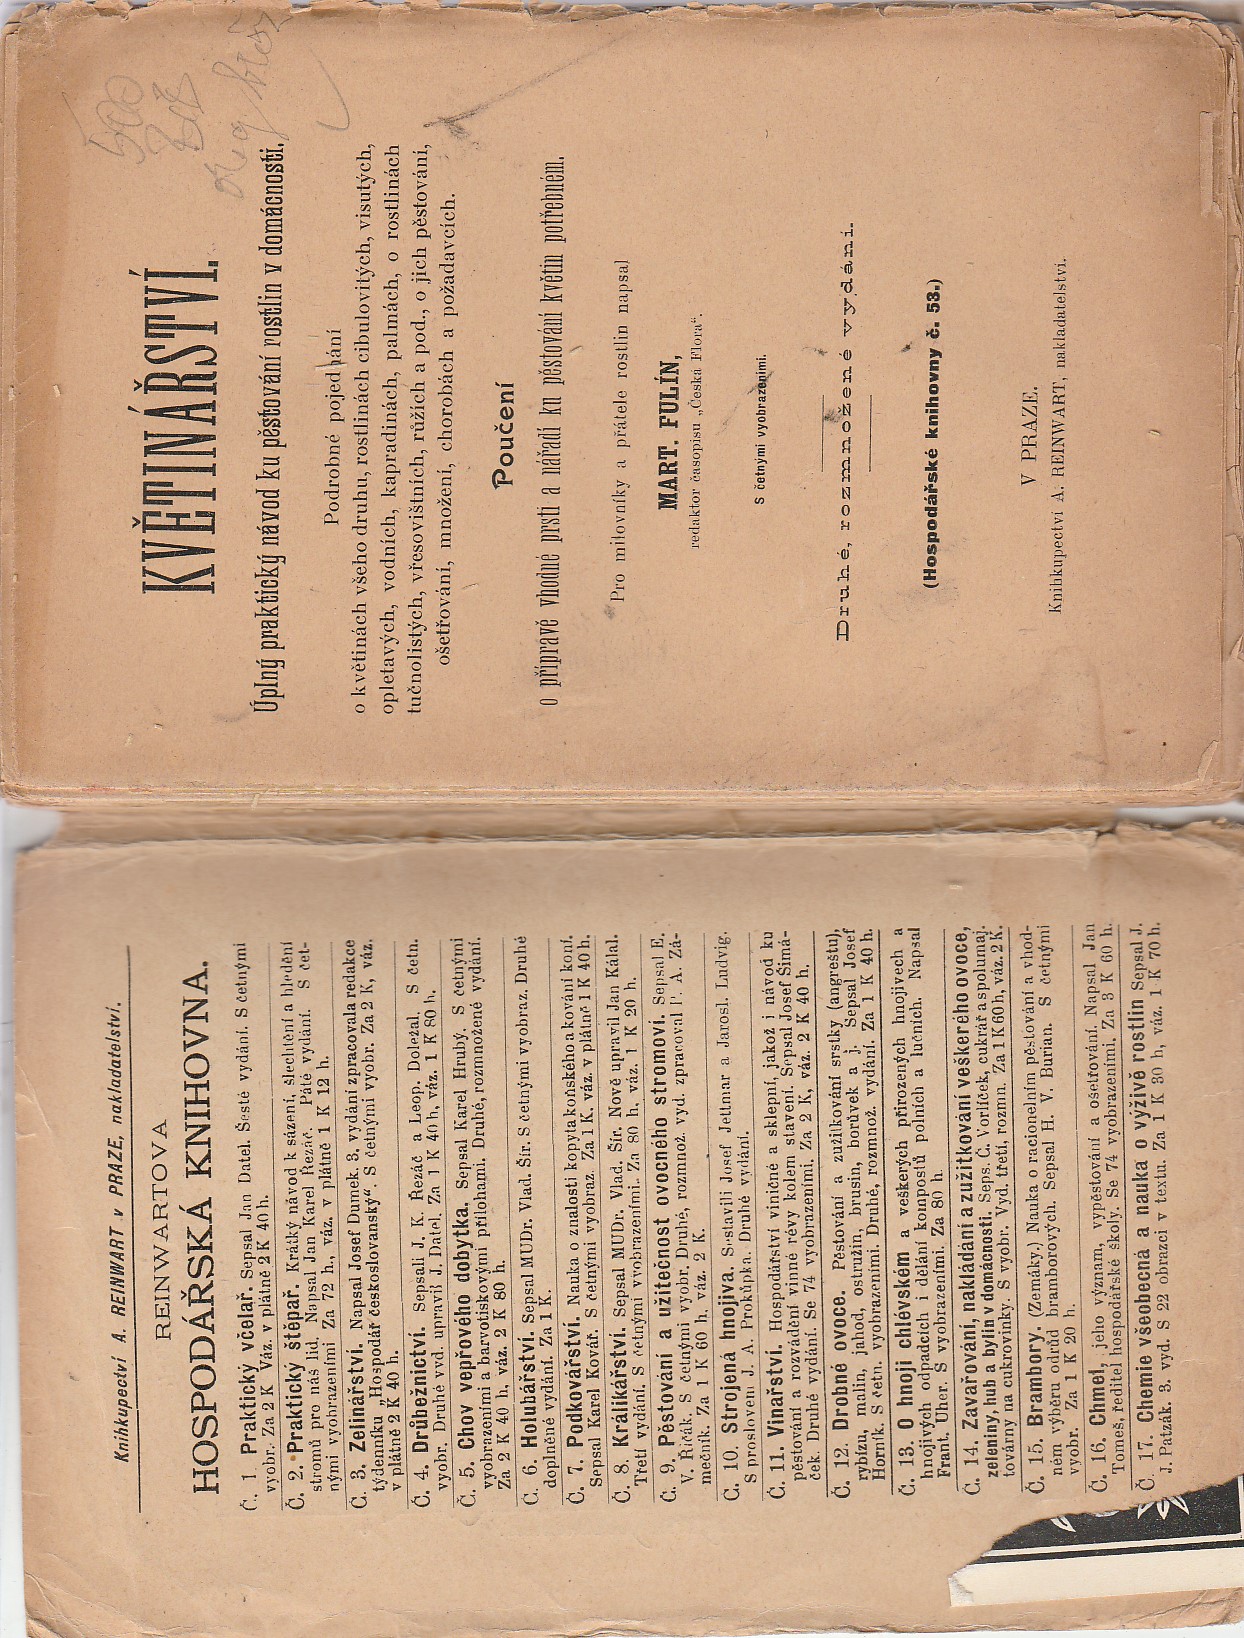 Knihkupectví A. REINWART v PRAZE, nakladatelství.
REINWARTOVA
HOSPODÁŘSKÁ KNIHOVNA.
Č. 1. Praktický včelař. Sepsal Jan Datel. Šesté vydání. S četnými
vyobr. Za 2 K Váz. v plátně 2 K 40 h.
Č. 2. Praktický štěpař. Krátký návod k sázení, šlechtění a hledění
stromů pro náš lid. Napsal Jan Karel Řezáč. Páté vydání. S čet-
nými vyobrazeními Za 72 h., váz. v plátně 1 K 12 h.
Č. 3. Zelinářství. Napsal Josef Dumek 3. vydání zpracovala redakce
týdenníku „Hospodář československý“. S četnými vyobr. Za 2 K, váz.
v plátně 2 K 40 h.
Č. 4. Drůbežnictví. Sepsali J. K. Řezáč a Leop. Doležal. S četn.
vyobr. Druhé vyd. upravil J. Datel. Za 1 K 40 h, váz. 1 K 80 h.
Č. 5. Chov vepřového dobytka. Sepsal Karel Hrubý. S četnými
vyobrazeními a barvotiskovými přílohami. Druhé, rozmnožené vydání.
Za 2 K 40 h, váz. 2 K 80 h.
Č. 6. Holubářství. Sepsal MUDr. Vlad. Šír. S četnými vyobraz. Druhé
doplněné vydání. Za 1 K.
Č. 7. Podkovářství. Nauka o znalosti kopyta koňského a kování koní.
Sepsal Karel Kovář. S četnými vyobraz. Za 1 K. váz. v plátně 1 K 40 h.
Č. 8. Králikářství. Sepsal MUDr. Vlad. Šír. Nově upravil Jan Kálal.
Třetí vydání. S četnými vyobrazeními. Za 80 h, váz. 1 K 20 h.
Č. 9. Pěstování a užitečnost ovocného stromoví. Sepsal E.
V. Říčák. S četnými vyobr. Druhé, rozmnož. vyd. zpracoval P. A. Zá-
mečník. Za 1 K 60 h. váz. 2 K.
Č. 10. Strojená hnojiva. Sestavili Josef Jettmar a Jarosl. Ludvig.
S proslovem J. A. Prokůpka. Druhé vydání.
Č. 11. Vinařství. Hospodářství viničné a sklepní, jakož i návod ku
pěstování a rozvádění vinné révy kolem stavení. Sepsal Josef Šimá-
ček. Druhé vydání. Se 74 vyobrazeními. Za 2 K, váz. 2 K 40 h.
Č. 12. Drobné ovoce. Pěstování a zužitkování srstky (angreštu),
rybízu, malin, jahod, ostružin, brusin, borůvek a j. Sepsal Josef
Horník. S četn. vyobrazeními. Druhé, rozmnož. vydání. Za 1 K 40 h.
Č. 13. O hnoji chlévském a veškerých přirozených hnojivech a
hnojivých odpadcích i dělání kompostů polních a lučních. Napsal
Frant. Uher. S vyobrazeními. Za 80 h.
Č. 14. Zavařování, nakládání a zužitkování veškerého ovoce,
zeleniny, hub a bylin v domácnosti. Seps. Č. Vorlíček, cukrář a spolumaj.
továrny na cukrovinky. S vyobr. Vyd. třetí, rozmn. Za 1 K 60 h, váz. 2 K.
Č. 15. Brambory. (Zemáky.) Nauka o racionelním pěstování a vhod-
ném výběru odrůd bramborových. Sepsal H. V. Burian. S četnými
vyobr. Za 1 K 20 h.
Č. 16. Chmel, jeho význam, vypěstování a ošetřování. Napsal Jan
Tomeš, ředitel hospodářské školy. Se 74 vyobrazeními. Za 3 K 60 h.
Č. 17. Chemie všeobecná a nauka o výživě rostlin Sepsal J.
J. Paták. 3. vyd. S 22 obrazci v textu. Za 1 K 30 h, váz. 1 K 70 h.
KVĚTINÁŘSTVÍ.
Úplný praktický návod ku pěstování rostlin v domácnosti.
Podrobné pojednání
o květinách všeho druhu, rostlinách cibulovitých, visutých,
opletavých, vodních, kapradinách, palmách, o rostlinách
tučnolistých, vřesovištních, růžích a pod., o jich pěstování,
ošetřování, množení, chorobách a požadavcích.
Poučení
o přípravě vhodné prsti a nářadí ku pěstování květin potřebném.
Pro milovníky a přátele rostlin napsal
MART. FULÍN,
redaktor časopisu „Česká Flora“.
S četnými vyobrazeními.
Druhé, rozmnožené vydání.
(Hospodářské knihovny č. 53.)
V PRAZE.
Knihkupectví A. REINWART, nakladatelství.